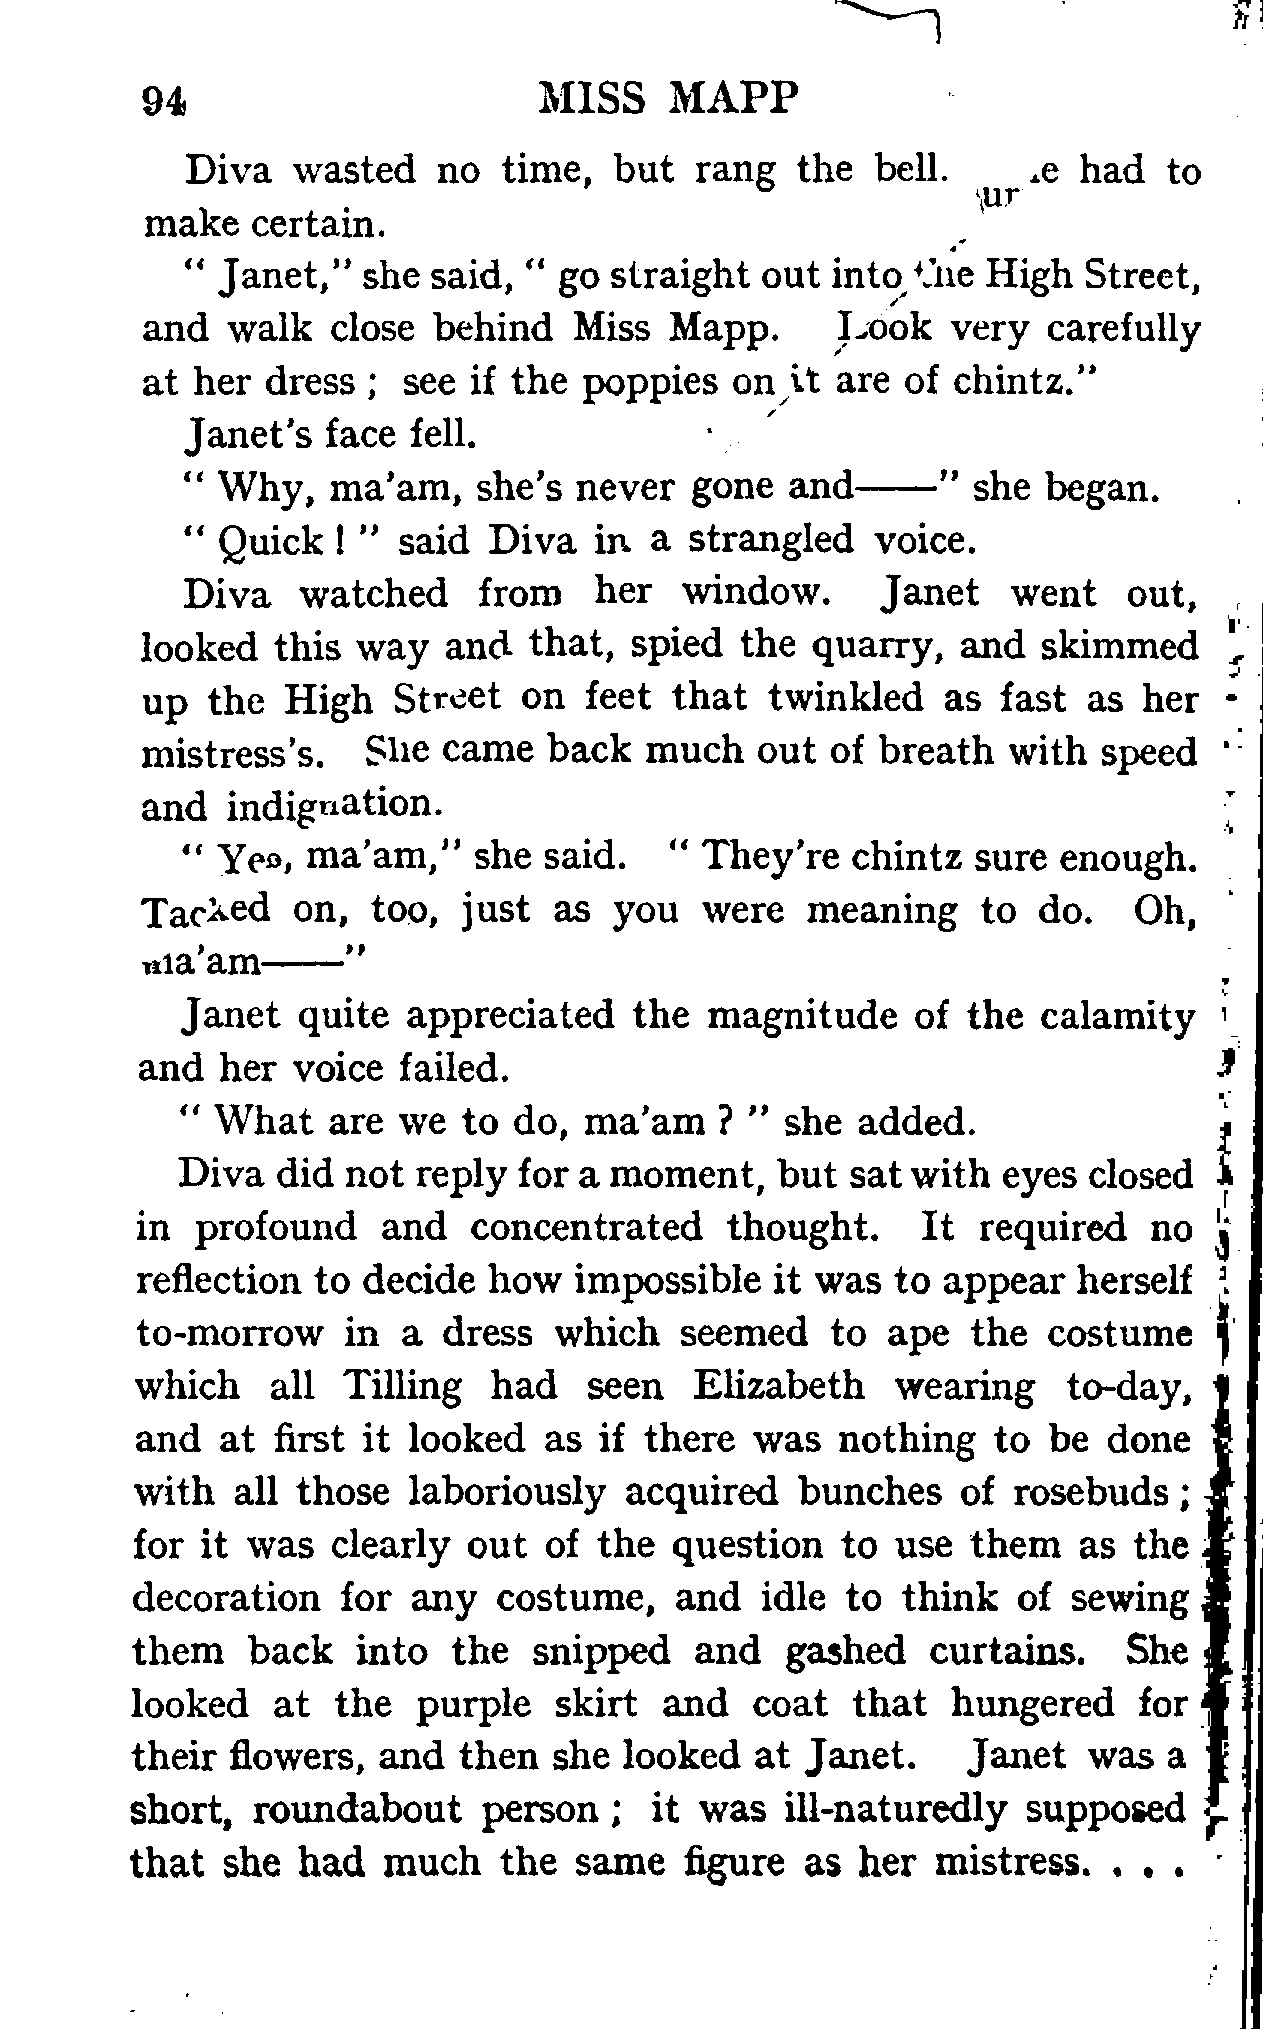 94 MISS MAPP
Diva wasted no time, but rang the bell. had to
make certain.
" Janet," she said, " go straight out into the High Street,
and walk close behind Miss Mapp. Look very carefully
at her dress ; see if the poppies on it are of chintz."
Janet's face fell.
" Why, ma'am, she's never gone and——" she began.
" Quick ! " said Diva in a strangled voice.
Diva watched from her window. Janet went out,
looked this way and that, spied the quarry, and skimmed
up the High Street on feet that twinkled as fast as her
mistress's. She came back much out of breath with speed
and indignation.
" Yes, ma'am," she said. " They're chintz sure enough.
Tacked on, too, just as you were meaning to do. Oh,
ma'am——"
Janet quite appreciated the magnitude of the calamity
and her voice failed.
" What are we to do, ma'am ? " she added.
Diva did not reply for a moment, but sat with eyes closed
in profound and concentrated thought. It required no
reflection to decide how impossible it was to appear herself
to-morrow in a dress which seemed to ape the costume
which all Tilling had seen Elizabeth wearing to-day,
and at first it looked as if there was nothing to be done
with all those laboriously acquired bunches of rosebuds ;
for it was clearly out of the question to use them as the
decoration for any costume, and idle to think of sewing
them back into the snipped and gashed curtains. She
looked at the purple skirt and coat that hungered for
their flowers, and then she looked at Janet. Janet was a
short, roundabout person ; it was ill-naturedly supposed
that she had much the same figure as her mistress. . . .